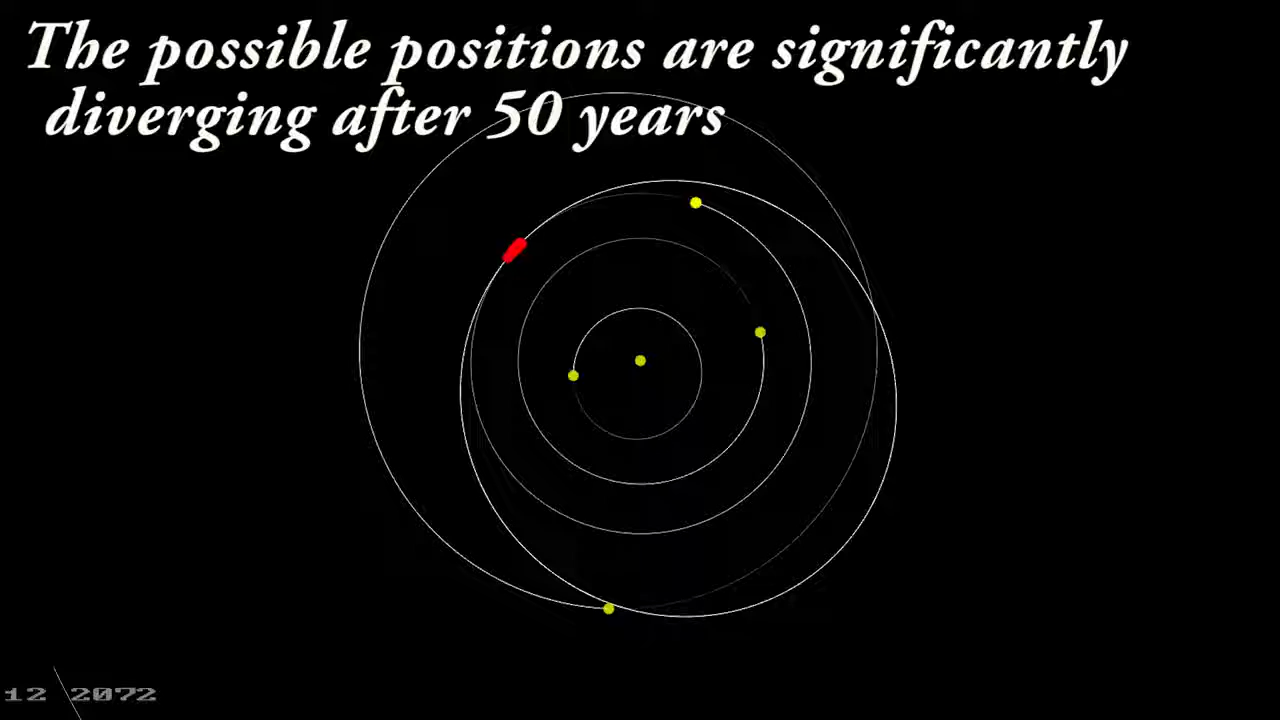 The possible positions are significantly
diverging after 50 years
12 2072